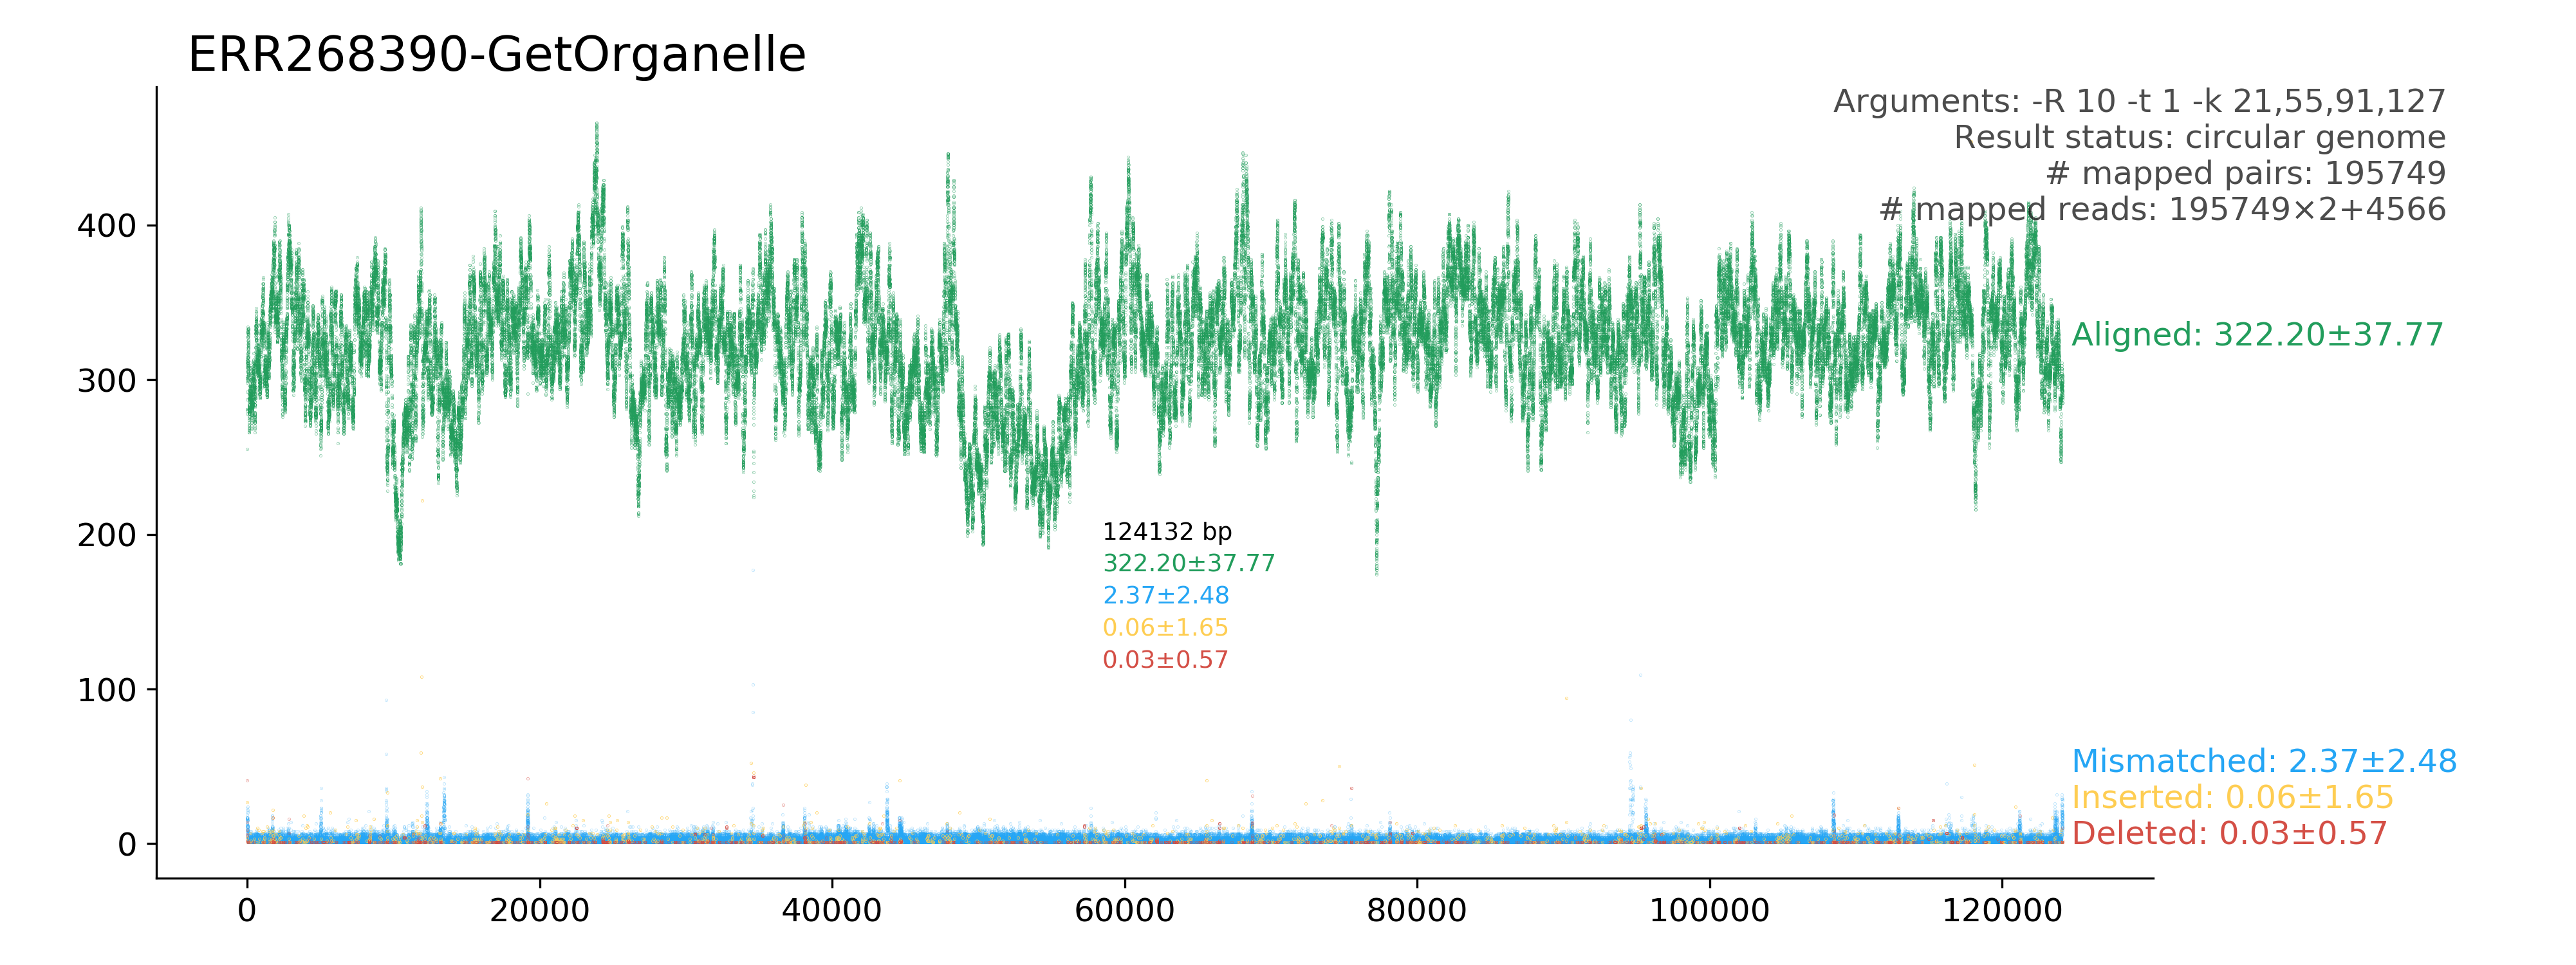 ERR268390-GetOrganelle
Arguments: -R 10 -t 1 -k 21,55,91,127
Result status: circular genome
# mapped pairs: 195749
# mapped reads: 195749×2+4566
400
300
200
100
0
Aligned: 322.20±37.77
124132 bp
322.20±37.77
2.37±2.48
0.06±1.65
0.03±0.57
Mismatched: 2.37±2.48
Inserted: 0.06±1.65
Deleted: 0.03±0.57
0 20000 40000 60000 80000 100000 120000